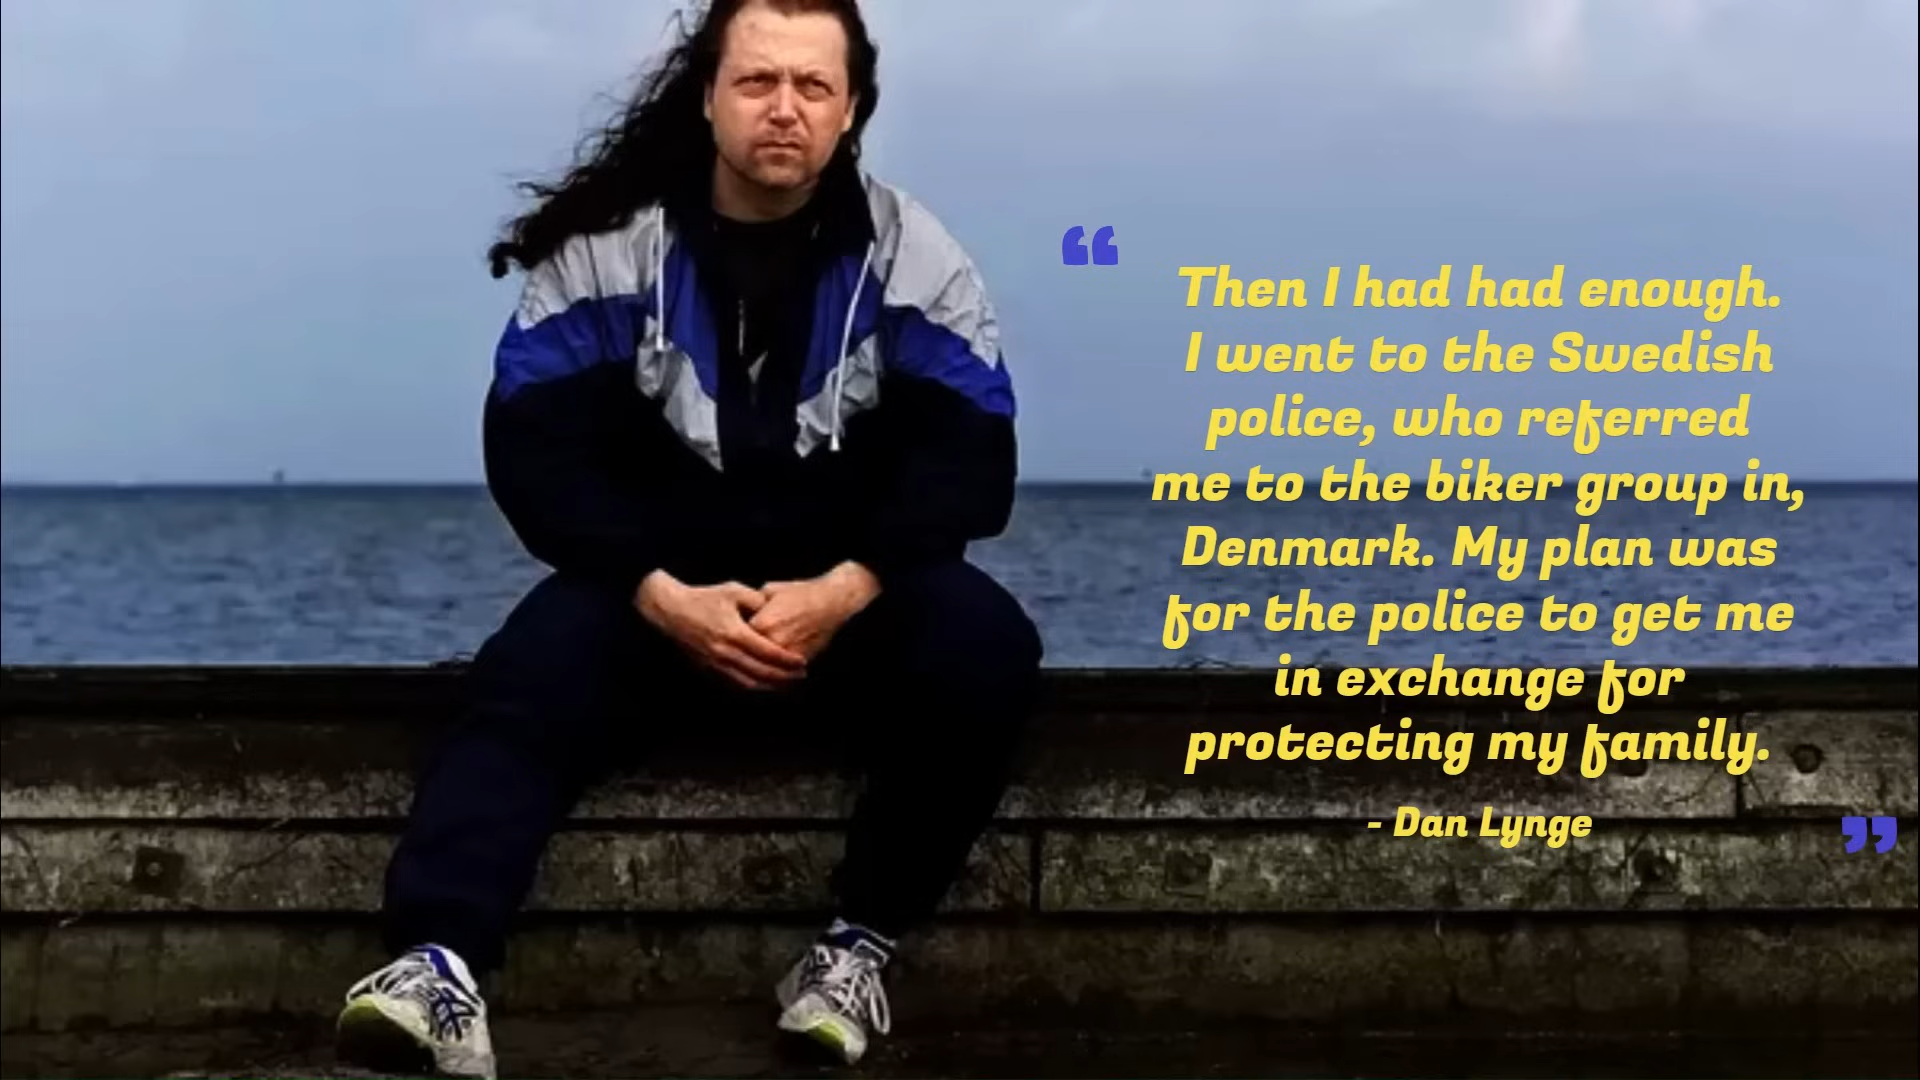 “
Then I had had enough.
I went to the Swedish
police, who referred
me to the biker group in,
Denmark. My plan was
for the police to get me
in exchange for
protecting my family.
- Dan Lynge
”